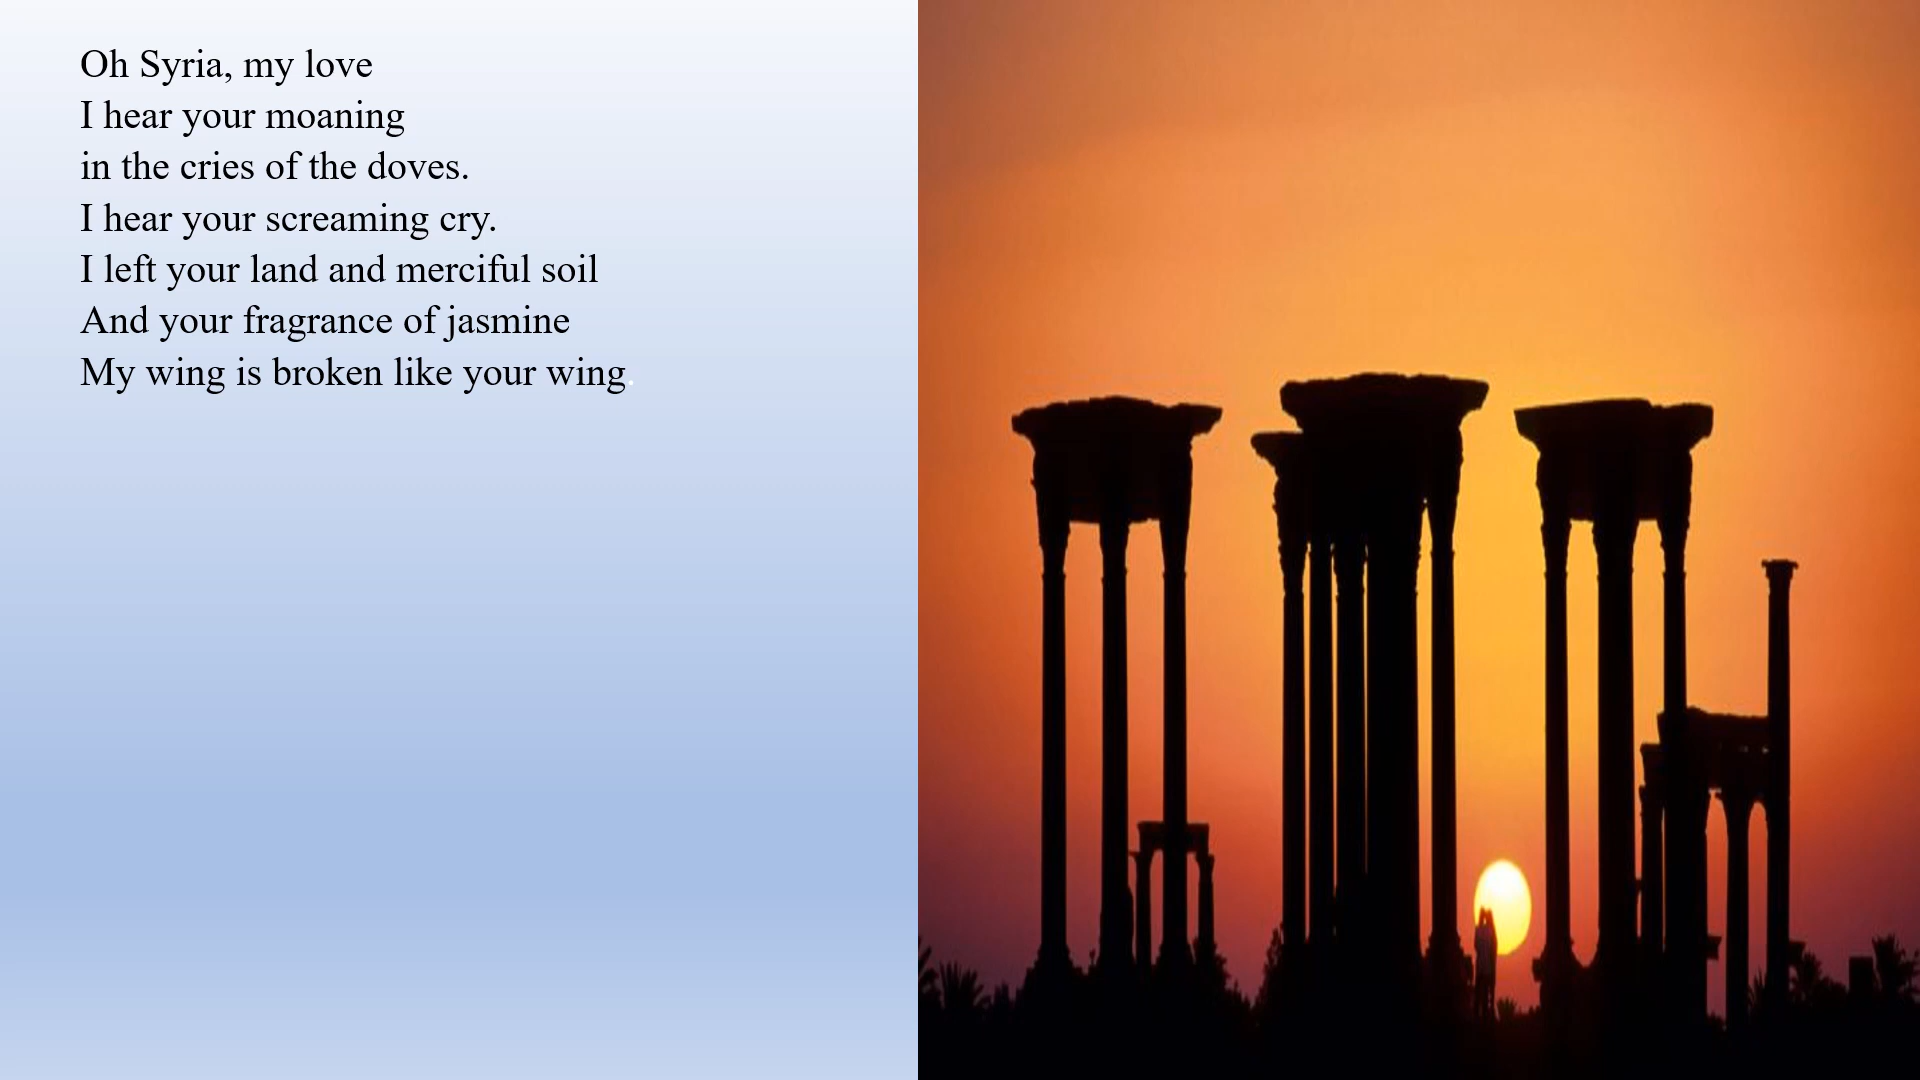 Oh Syria, my love
I hear your moaning
in the cries of the doves.
I hear your screaming cry.
I left your land and merciful soil
And your fragrance of jasmine
My wing is broken like your wing.